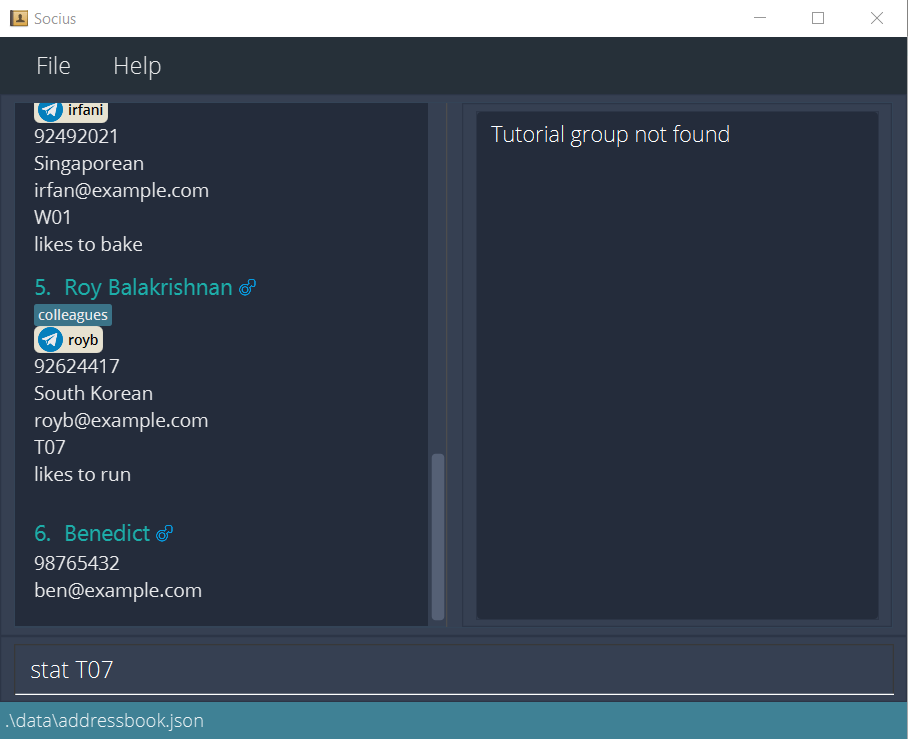 Socius
File Help
irfani
92492021
Singaporean
irfan@example.com
W01
likes to bake
5. Roy Balakrishnan
colleagues
royb
92624417
South Korean
royb@example.com
T07
likes to run
6. Benedict
98765432
ben@example.com
Tutorial group not found
stat T07
.\data\addressbook.json